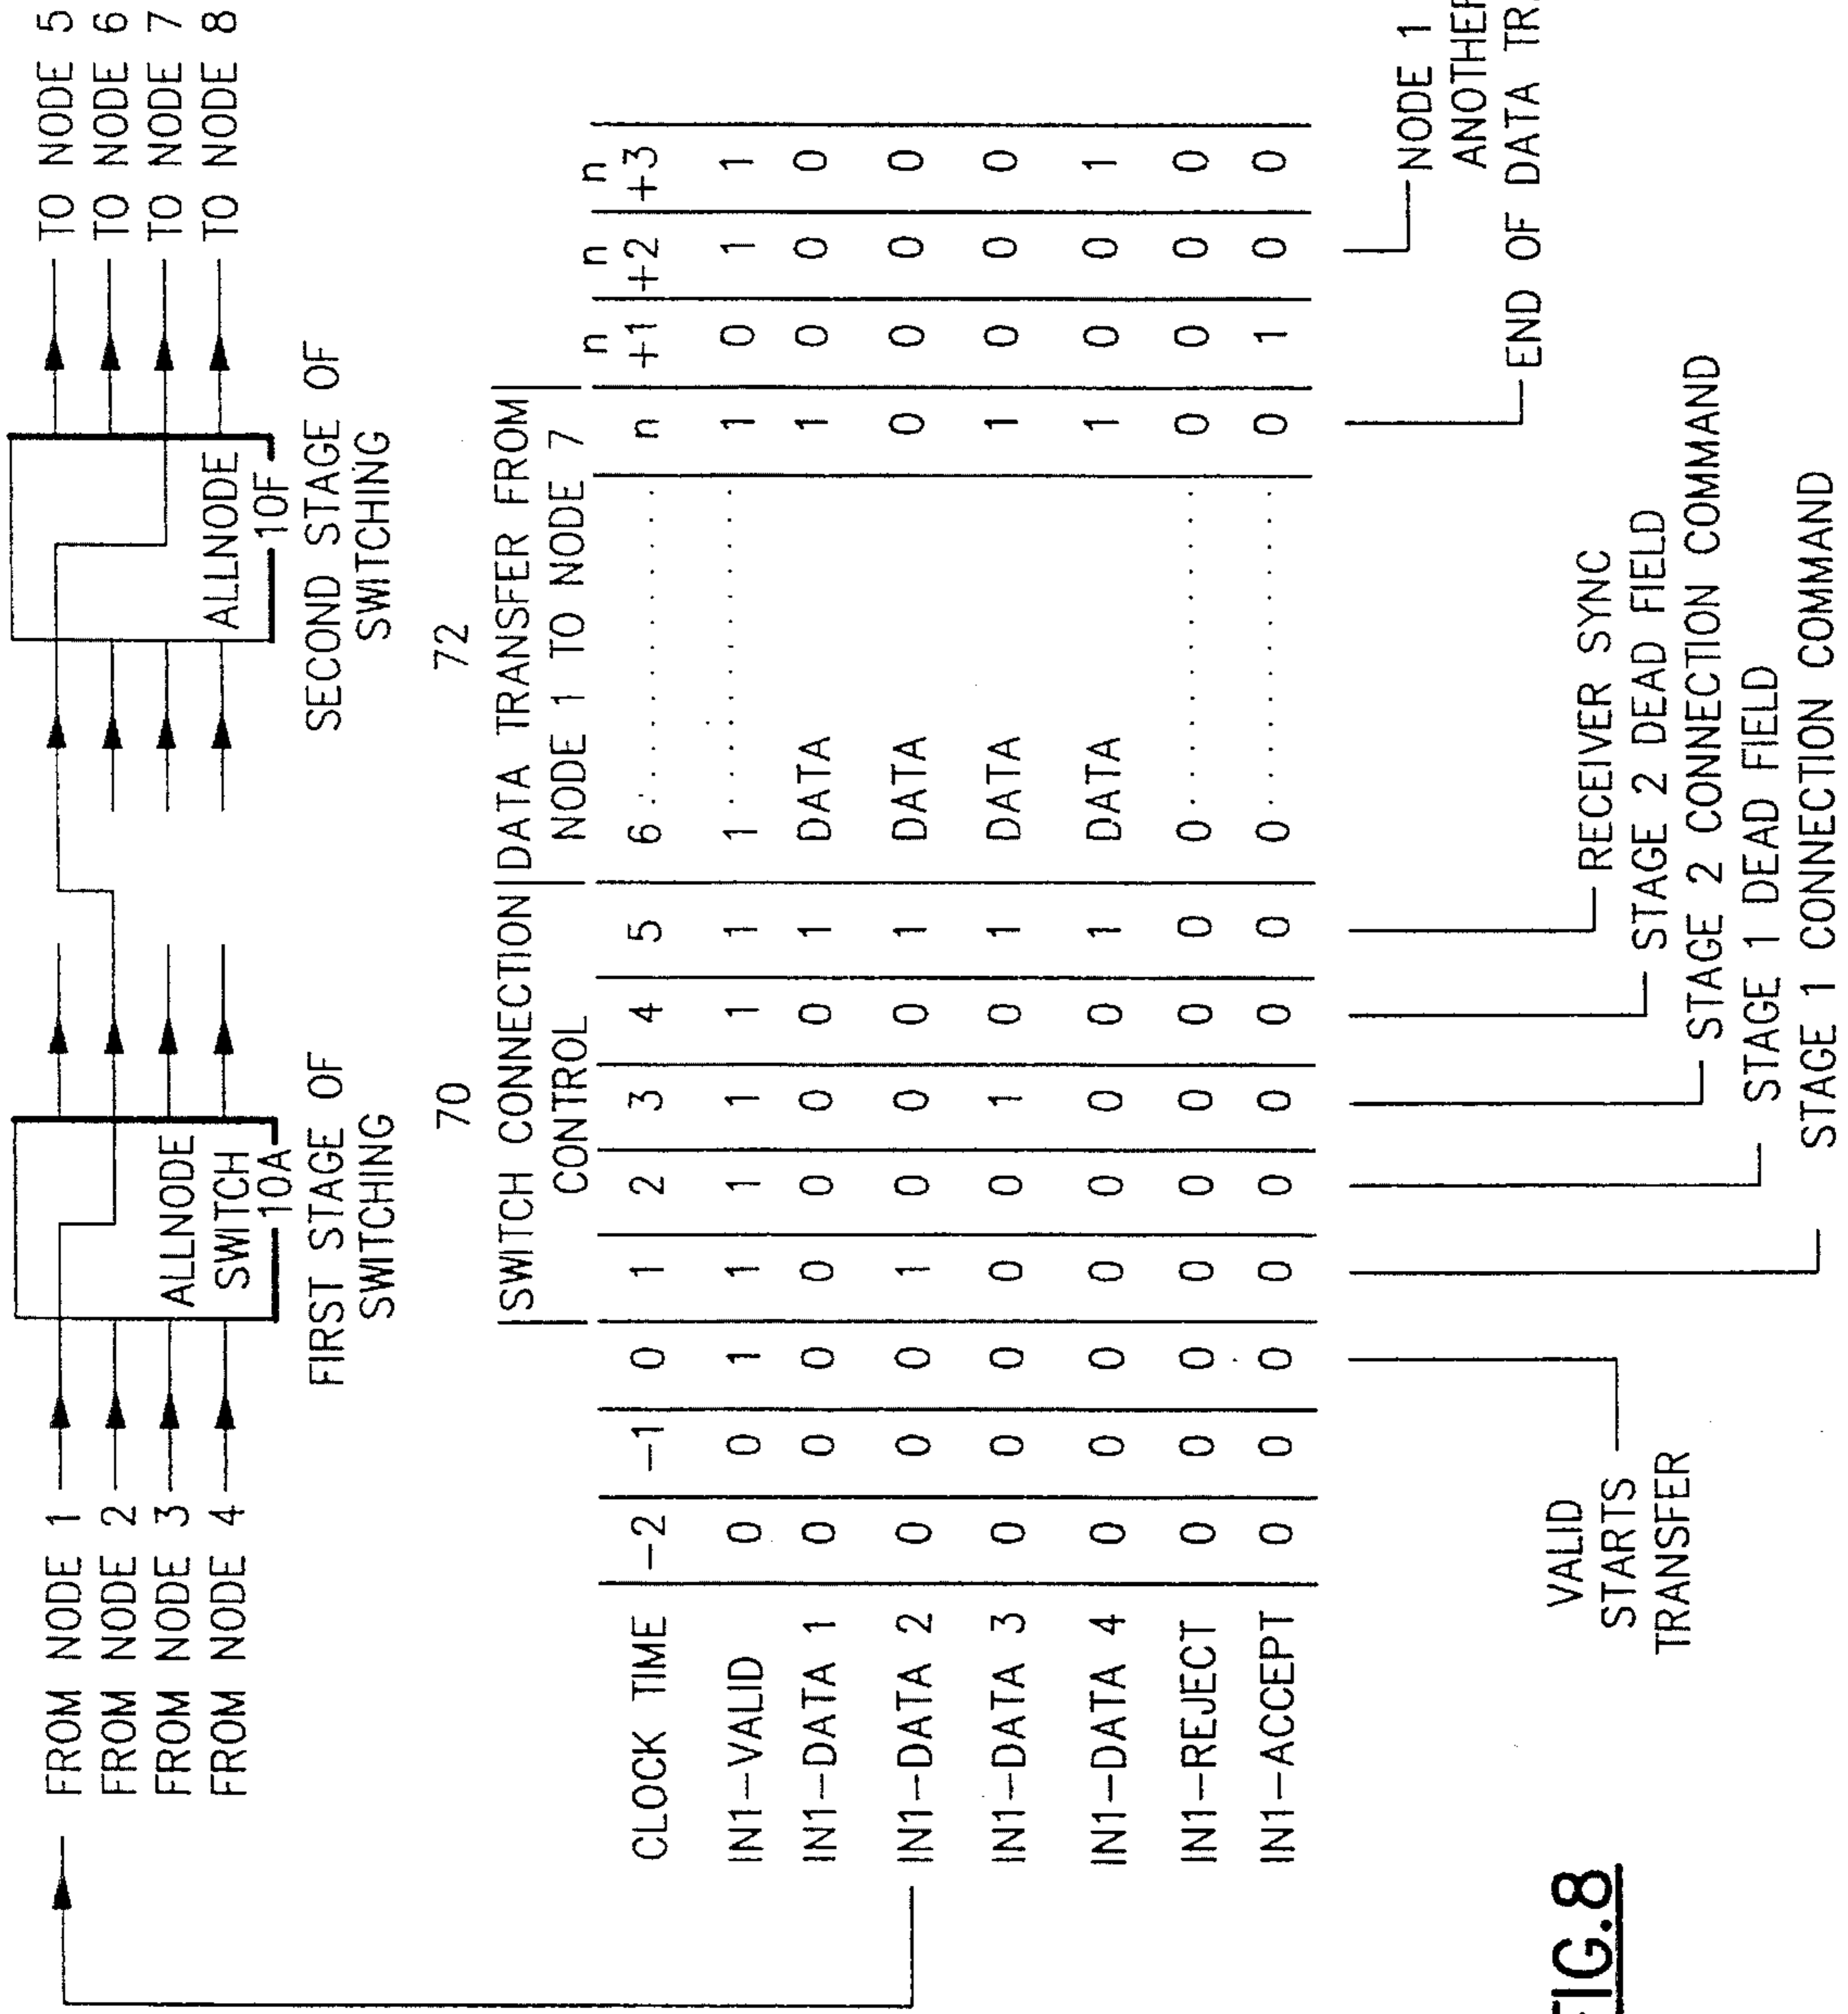 FROM NODE 1
FROM NODE 2
FROM NODE 3
FROM NODE 4
ALLNODE
SWITCH
10A
FIRST STAGE OF
SWITCHING
ALLNODE
10F
SECOND STAGE OF
SWITCHING
TO NODE 5
TO NODE 6
TO NODE 7
TO NODE 8
70
72
SWITCH CONNECTION
CONTROL
DATA TRANSFER FROM
NODE 1 TO NODE 7
CLOCK TIME -2 -1 0 1 2 3 4 5 6 .......... n n+1 n+2 n+3
IN1-VALID 0 0 1 1 1 1 1 1 1 .......... 1 0 1 1
IN1-DATA 1 0 0 0 0 0 0 0 1 DATA 1 0 0 0
IN1-DATA 2 0 0 0 1 0 0 0 1 DATA 0 0 0 0
IN1-DATA 3 0 0 0 0 0 1 0 1 DATA 1 0 0 0
IN1-DATA 4 0 0 0 0 0 0 0 1 DATA 1 0 0 1
IN1-REJECT 0 0 0 0 0 0 0 0 0 .......... 0 0 0 0
IN1-ACCEPT 0 0 0 0 0 0 0 0 0 .......... 0 1 0 0
VALID
STARTS
TRANSFER
RECEIVER SYNC
STAGE 2 DEAD FIELD
STAGE 2 CONNECTION COMMAND
STAGE 1 DEAD FIELD
STAGE 1 CONNECTION COMMAND
NODE 1
ANOTHER
END OF DATA
FIG.8